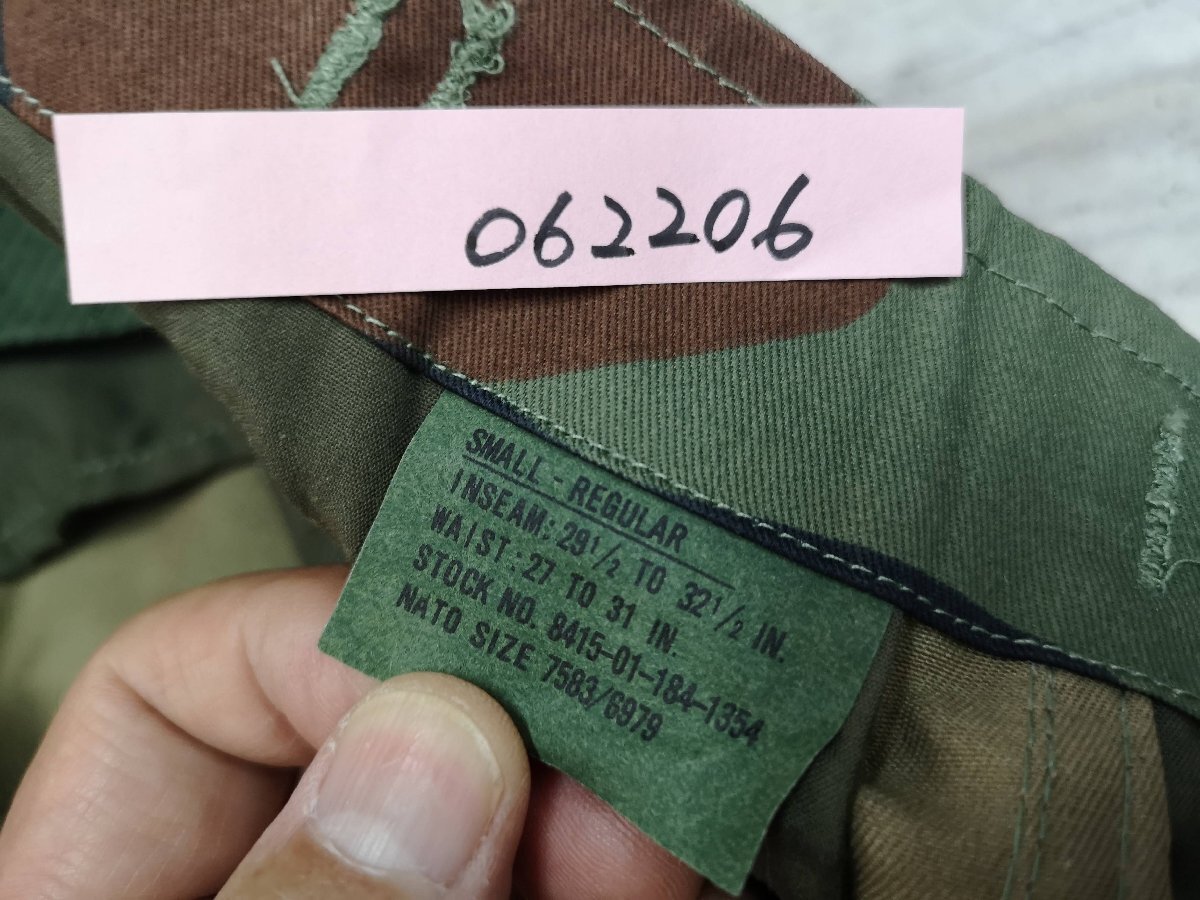 062206
SMALL - REGULAR
INSEAM: 29 1/2 TO 32 1/2 IN.
WAIST: 27 TO 31 IN.
STOCK NO. 8415-01-184-1354
NATO SIZE 7583/6979